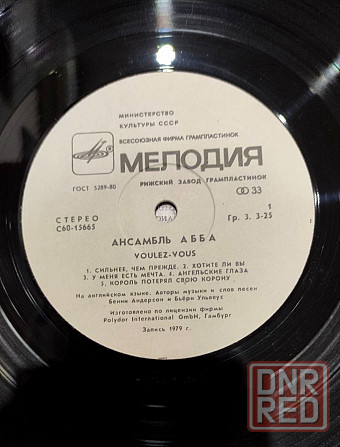 МИНИСТЕРСТВО
КУЛЬТУРЫ СССР
ВСЕСОЮЗНАЯ ФИРМА ГРАМПЛАСТИНОК
МЕЛОДИЯ
ГОСТ 5289-80
РИЖСКИЙ ЗАВОД ГРАМПЛАСТИНОК
33
СТЕРЕО
С60-15665
1
Гр. 3. 3-25
АНСАМБЛЬ АББА
VOULEZ-VOUS
1. СИЛЬНЕЕ, ЧЕМ ПРЕЖДЕ. 2. ХОТИТЕ ЛИ ВЫ
3. У МЕНЯ ЕСТЬ МЕЧТА. 4. АНГЕЛЬСКИЕ ГЛАЗА
5. КОРОЛЬ ПОТЕРЯЛ СВОЮ КОРОНУ
На английском языке. Авторы музыки и слов песен
Бенни Андерсон и Бьёрн Ульвеус
Изготовлено по лицензии фирмы
Polydor International GmbH, Гамбург
Запись 1979 г.
DNR
RED